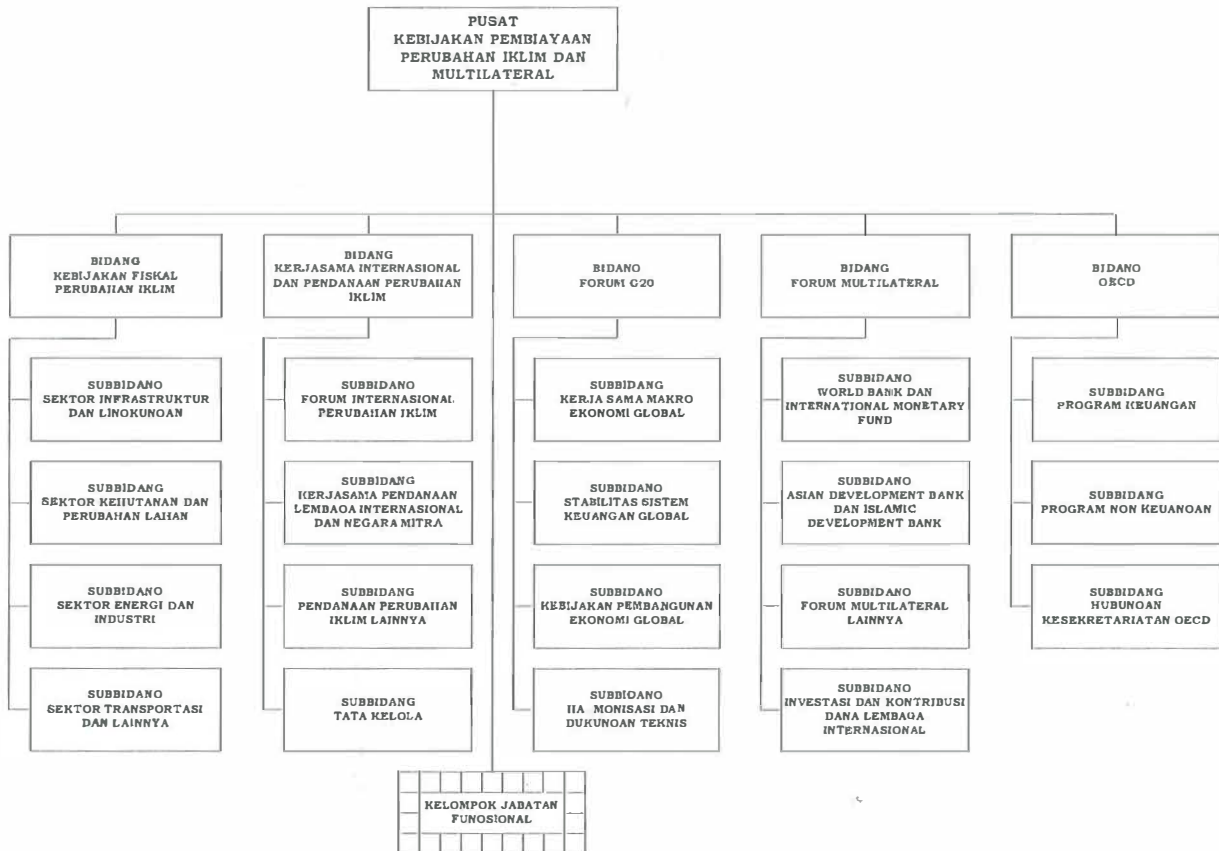 PUSAT
KEBIJAKAN PEMBIAYAAN
PERUBAHAN IKLIM DAN
MULTILATERAL
BIDANG
KEBIJAKAN FISKAL
PERUBAHAN IKLIM
BIDANG
KERJASAMA INTERNASIONAL
DAN PENDANAAN PERUBAHAN
IKLIM
BIDANO
FORUM G20
BIDANG
FORUM MULTILATERAL
BIDANO
OECD
SUBBIDANO
SEKTOR INFRASTRUKTUR
DAN LINOKUNOAN
SUBBIDANG
SEKTOR KEHUTANAN DAN
PERUBAHAN LAHAN
SUBBIDANO
SEKTOR ENERGI DAN
INDUSTRI
SUBBIDANO
SEKTOR TRANSPORTASI
DAN LAINNYA
SUBBIDANO
FORUM INTERNASIONAL
PERUBAHAN IKLIM
SUBBIDANG
KERJASAMA PENDANAAN
LEMBAOA INTERNASIONAL
DAN NEGARA MITRA
SUBBIDANG
PENDANAAN PERUBAHAN
IKLIM LAINNYA
SUBBIDANG
TATA KELOLA
SUBBIDANG
KERJA SAMA MAKRO
EKONOMI GLOBAL
SUBBIDANO
STABILITAS SISTEM
KEUANGAN GLOBAL
SUBBIDANO
KEBIJAKAN PEMBANGUNAN
EKONOMI GLOBAL
SUBBIDANO
HA MONISASI DAN
DUKUNOAN TEKNIS
SUBBIDANO
WORLD BANK DAN
INTERNATIONAL MONETARY
FUND
SUBBIDANO
ASIAN DEVELOPMENT BANK
DAN ISLAMIC
DEVELOPMENT BANK
SUBBIDANO
FORUM MULTILATERAL
LAINNYA
SUBBIDANO
INVESTASI DAN KONTRIBUSI
DANA LEMBAGA
INTERNASIONAL
SUBBIDANG
PROGRAM KEUANGAN
SUBBIDANG
PROGRAM NON KEUANOAN
SUBBIDANG
HUBUNOAN
KESEKRETARIATAN OECD
KELOMPOK JABATAN
FUNOSIONAL